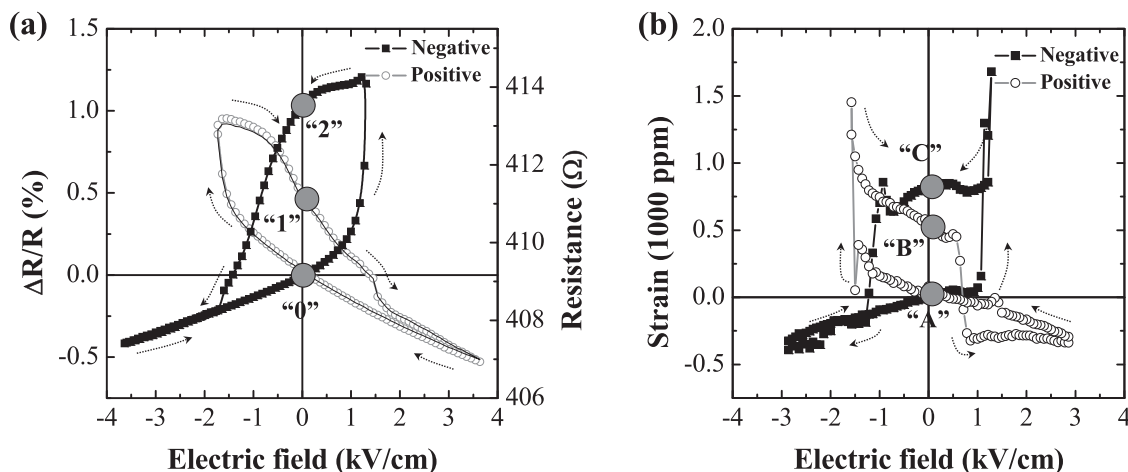 (a)
1.5
1.0
0.5
0.0
-0.5
ΔR/R (%)
Negative
Positive
“2”
“1”
“0”
414
412
410
408
406
Resistance (Ω)
-4 -3 -2 -1 0 1 2 3 4
Electric field (kV/cm)
(b)
2.0
1.5
1.0
0.5
0.0
-0.5
Strain (1000 ppm)
Negative
Positive
“C”
“B”
“A”
-4 -3 -2 -1 0 1 2 3 4
Electric field (kV/cm)